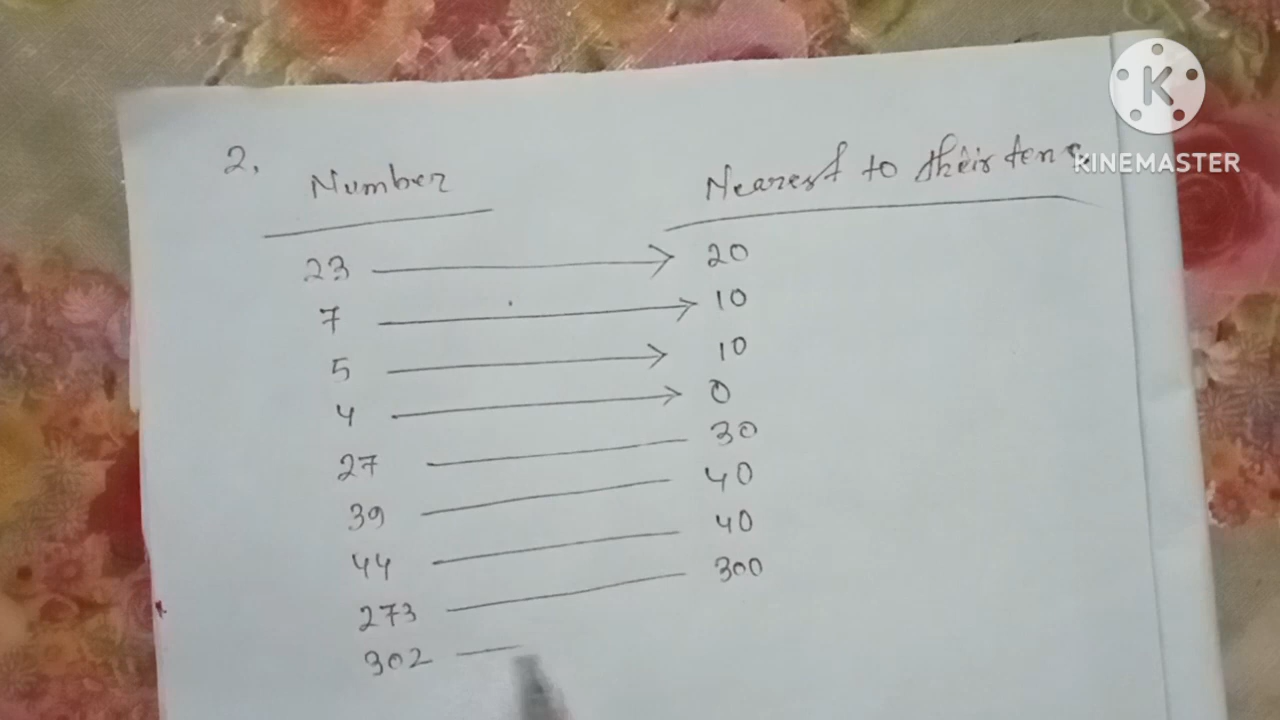 2. Number Nearest to their tens
23 → 20
7 → 10
5 → 10
4 → 0
27 — 30
39 — 40
44 — 40
273 — 300
302 —
K
KINEMASTER